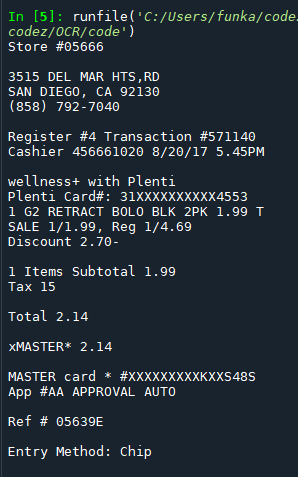 In [5]: runfile('C:/Users/funka/code
codez/OCR/code')
Store #05666
3515 DEL MAR HTS,RD
SAN DIEGO, CA 92130
(858) 792-7040
Register #4 Transaction #571140
Cashier 456661020 8/20/17 5.45PM
wellness+ with Plenti
Plenti Card#: 31XXXXXXXXXX4553
1 G2 RETRACT BOLO BLK 2PK 1.99 T
SALE 1/1.99, Reg 1/4.69
Discount 2.70-
1 Items Subtotal 1.99
Tax 15
Total 2.14
xMASTER* 2.14
MASTER card * #XXXXXXXXXKXXS48S
App #AA APPROVAL AUTO
Ref # 05639E
Entry Method: Chip